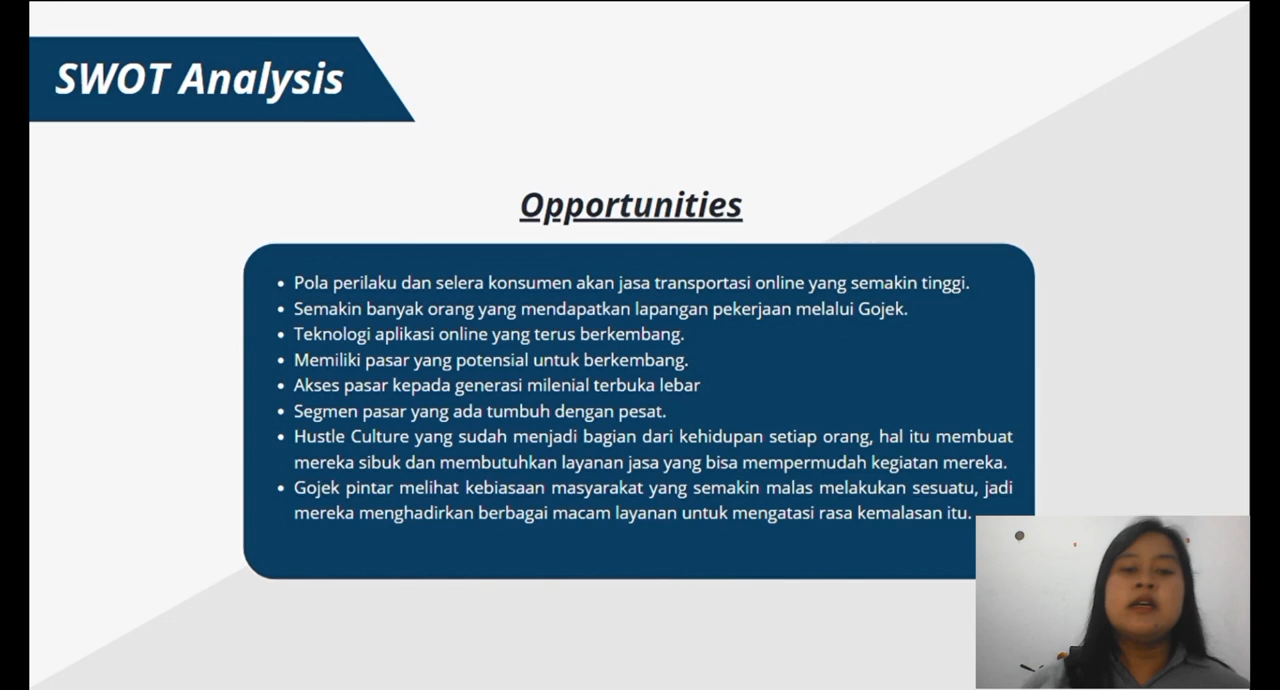 SWOT Analysis
Opportunities
• Pola perilaku dan selera konsumen akan jasa transportasi online yang semakin tinggi.
• Semakin banyak orang yang mendapatkan lapangan pekerjaan melalui Gojek.
• Teknologi aplikasi online yang terus berkembang.
• Memiliki pasar yang potensial untuk berkembang.
• Akses pasar kepada generasi milenial terbuka lebar
• Segmen pasar yang ada tumbuh dengan pesat.
• Hustle Culture yang sudah menjadi bagian dari kehidupan setiap orang, hal itu membuat
mereka sibuk dan membutuhkan layanan jasa yang bisa mempermudah kegiatan mereka.
• Gojek pintar melihat kebiasaan masyarakat yang semakin malas melakukan sesuatu, jadi
mereka menghadirkan berbagai macam layanan untuk mengatasi rasa kemalasan itu.